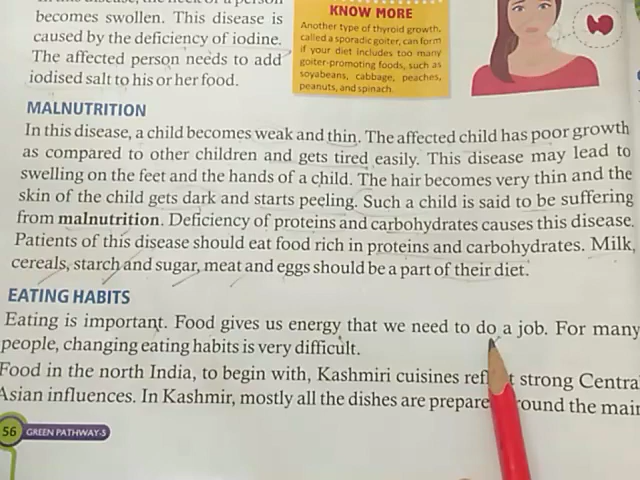 becomes swollen. This disease is
caused by the deficiency of iodine.
The affected person needs to add
iodised salt to his or her food.
KNOW MORE
Another type of thyroid growth,
called a sporadic goiter, can form
if your diet includes too many
goiter-promoting foods, such as
soyabeans, cabbage, peaches,
peanuts, and spinach.
MALNUTRITION
In this disease, a child becomes weak and thin. The affected child has poor growth
as compared to other children and gets tired easily. This disease may lead to
swelling on the feet and the hands of a child. The hair becomes very thin and the
skin of the child gets dark and starts peeling. Such a child is said to be suffering
from malnutrition. Deficiency of proteins and carbohydrates causes this disease.
Patients of this disease should eat food rich in proteins and carbohydrates. Milk,
cereals, starch and sugar, meat and eggs should be a part of their diet.
EATING HABITS
Eating is important. Food gives us energy that we need to do a job. For many
people, changing eating habits is very difficult.
Food in the north India, to begin with, Kashmiri cuisines strong
Asian influences. In Kashmir, mostly all the dishes are the
56 GREEN PATHWAY-5